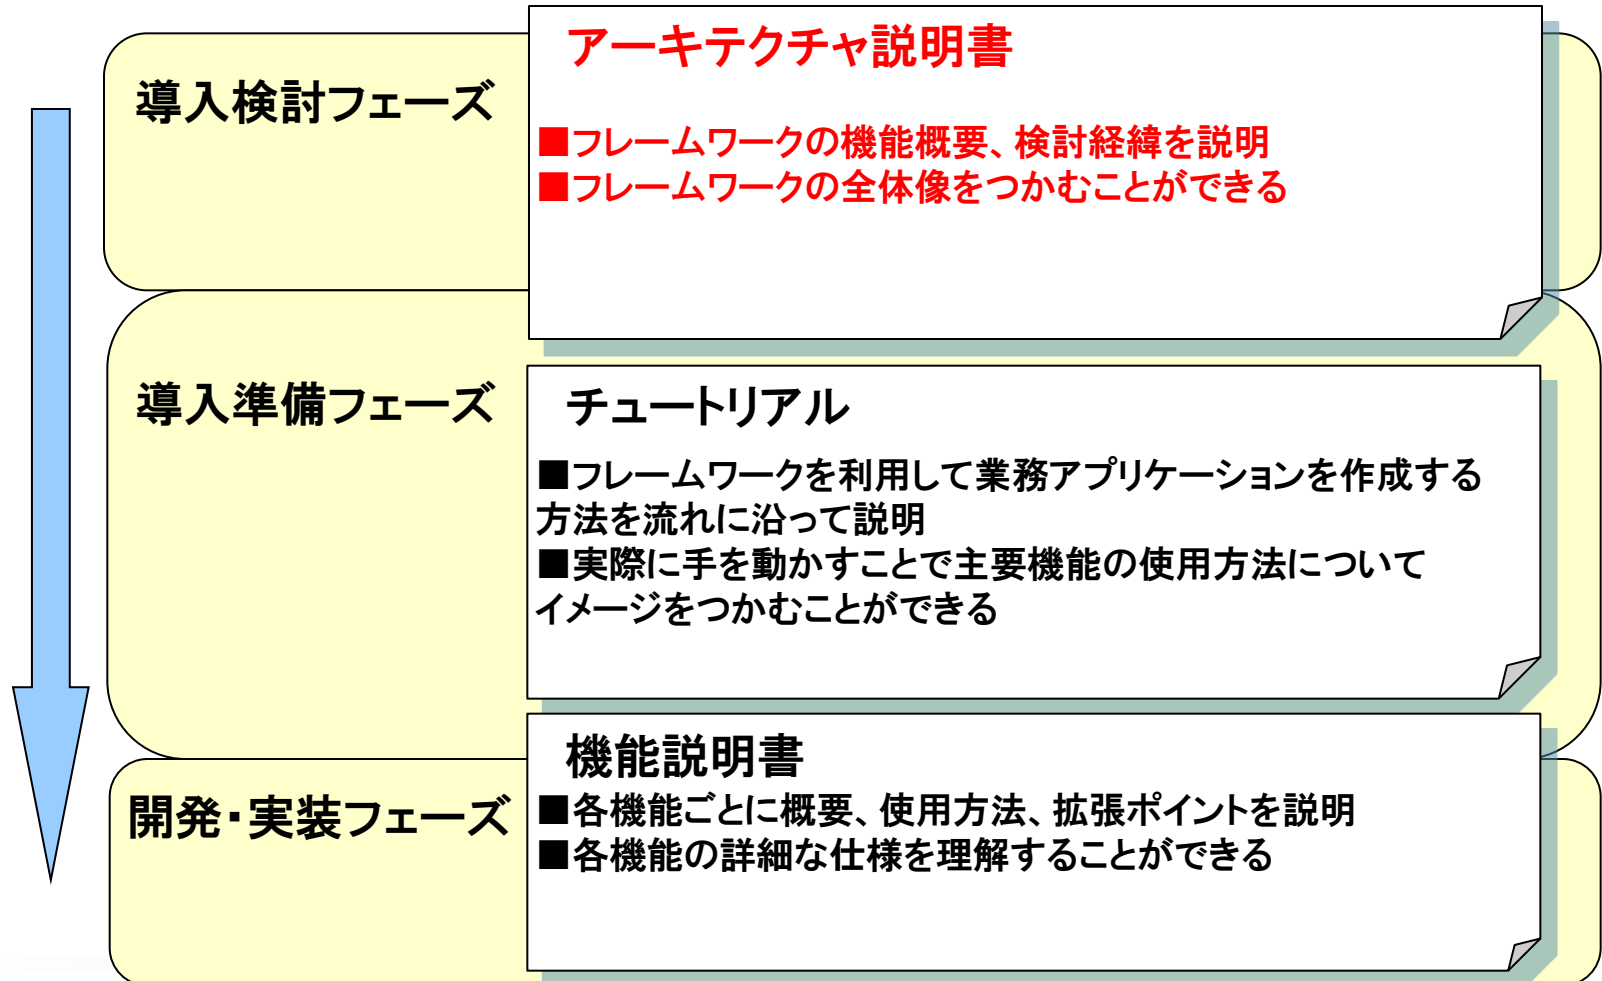 アーキテクチャ説明書
導入検討フェーズ
■フレームワークの機能概要、検討経緯を説明
■フレームワークの全体像をつかむことができる
導入準備フェーズ
チュートリアル
■フレームワークを利用して業務アプリケーションを作成する
方法を流れに沿って説明
■実際に手を動かすことで主要機能の使用方法について
イメージをつかむことができる
機能説明書
開発・実装フェーズ
■各機能ごとに概要、使用方法、拡張ポイントを説明
■各機能の詳細な仕様を理解することができる